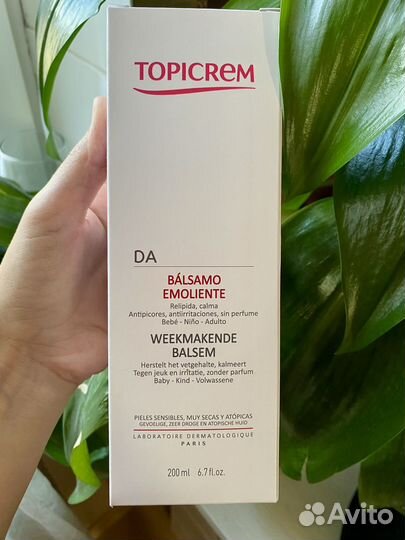 TOPICREM
DA
BÁLSAMO
EMOLIENTE
Relipida, calma
Antipicores, antiirritaciones, sin perfume
Bebé - Niño - Adulto
WEEKMAKENDE
BALSEM
Herstelt het vetgehalte, kalmeert
Tegen jeuk en irritatie, zonder parfum
Baby - Kind - Volwassene
PIELES SENSIBLES, MUY SECAS Y ATÓPICAS
GEVOELIGE, ZEER DROGE EN ATOPISCHE HUID
LABORATOIRE DERMATOLOGIQUE
PARIS
200 ml 6.7 fl.oz.
Avito